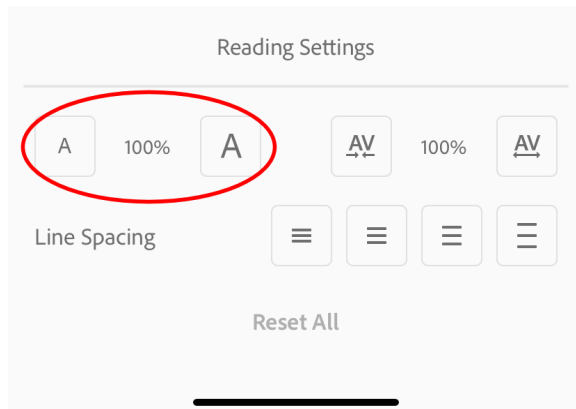 Reading Settings
A 100% A AV 100% AV
Line Spacing
Reset All